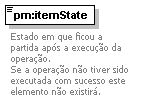 pm:itemState
Estado em que ficou a
partida após a execução da
operação.
Se a operação não tiver sido
executada com sucesso este
elemento não existirá.